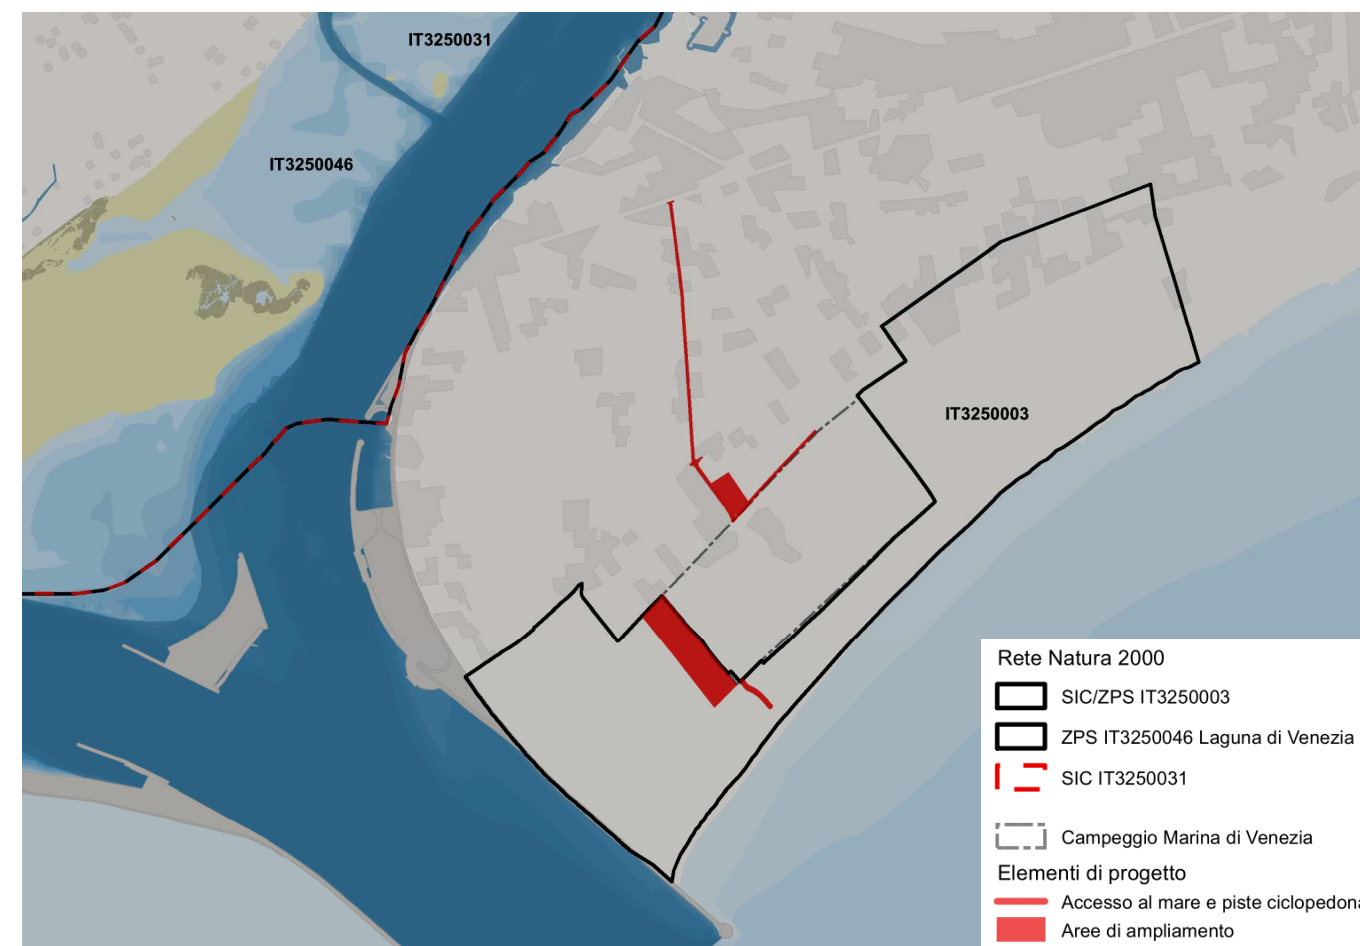 IT3250031
IT3250046
IT3250003
Rete Natura 2000
SIC/ZPS IT3250003
ZPS IT3250046 Laguna di Venezia
SIC IT3250031
Campeggio Marina di Venezia
Elementi di progetto
Accesso al mare e piste ciclopedona
Aree di ampliamento